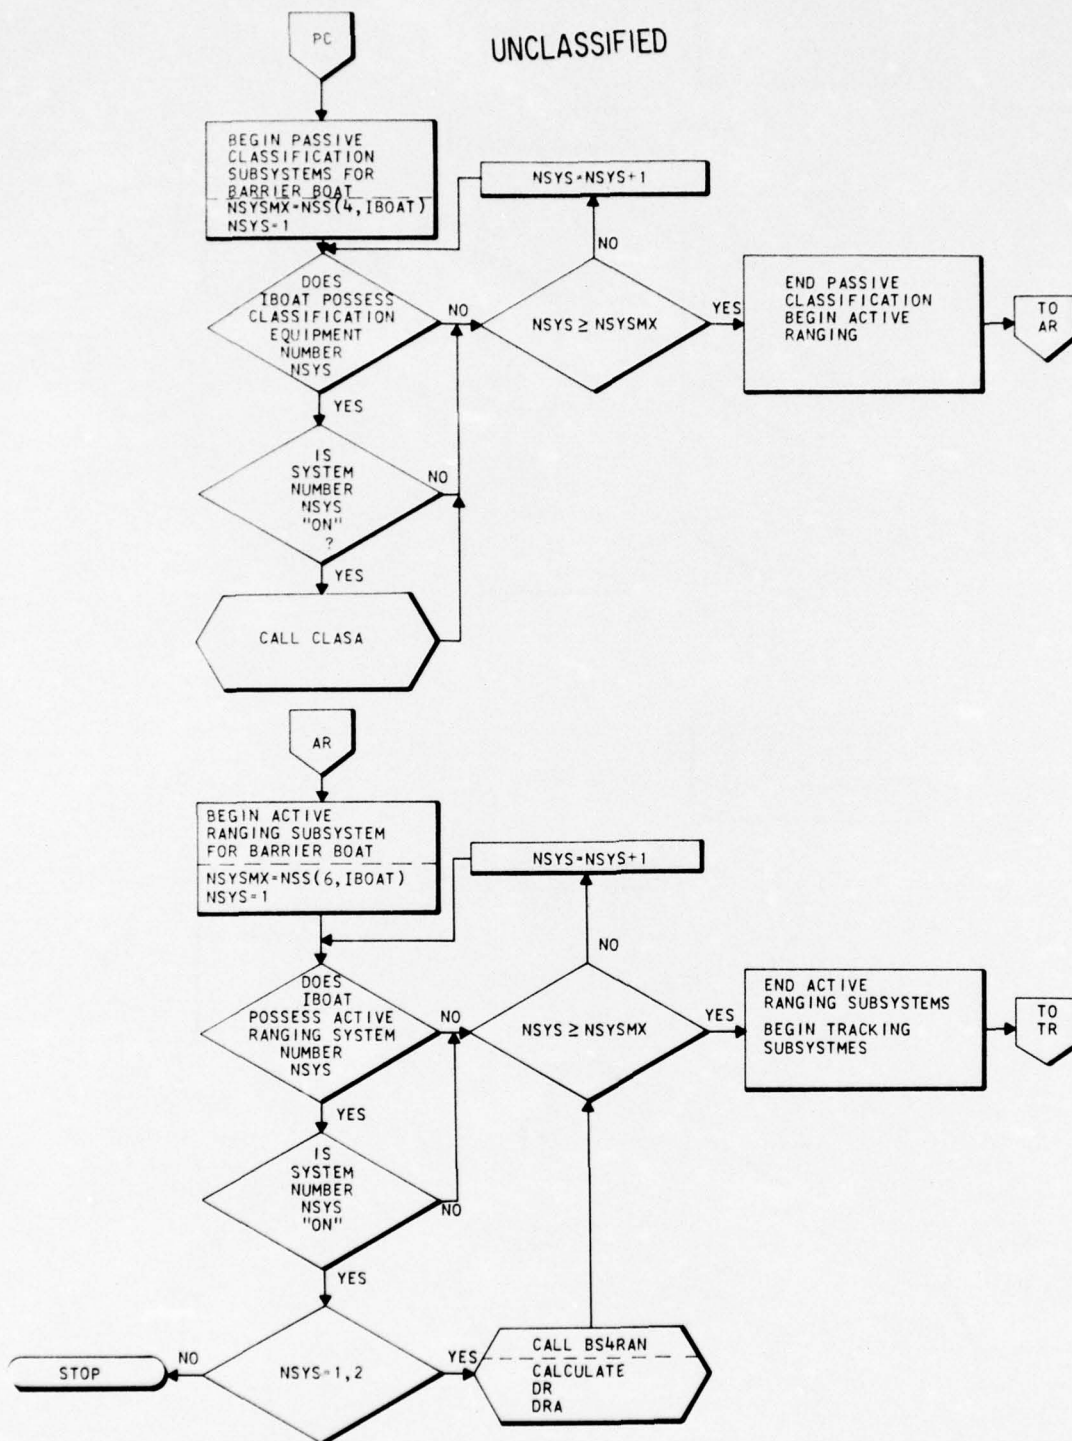 UNCLASSIFIED
PC
BEGIN PASSIVE
CLASSIFICATION
SUBSYSTEMS FOR
BARRIER BOAT
NSYSMX=NSS(4,IBOAT)
NSYS=1
NSYS=NSYS+1
NO
DOES
IBOAT POSSESS
CLASSIFICATION
EQUIPMENT
NUMBER
NSYS
NO
NSYS ≥ NSYSMX
YES
END PASSIVE
CLASSIFICATION
BEGIN ACTIVE
RANGING
TO
AR
YES
IS
SYSTEM
NUMBER
NSYS
"ON"
?
NO
YES
CALL CLASA
AR
BEGIN ACTIVE
RANGING SUBSYSTEM
FOR BARRIER BOAT
NSYSMX=NSS(6,IBOAT)
NSYS=1
NSYS=NSYS+1
NO
DOES
IBOAT
POSSESS ACTIVE
RANGING SYSTEM
NUMBER
NSYS
NO
NSYS ≥ NSYSMX
YES
END ACTIVE
RANGING SUBSYSTEMS
BEGIN TRACKING
SUBSYSTMES
TO
TR
YES
IS
SYSTEM
NUMBER
NSYS
"ON"
NO
YES
NSYS=1,2
NO
STOP
YES
CALL BS4RAN
CALCULATE
DR
DRA